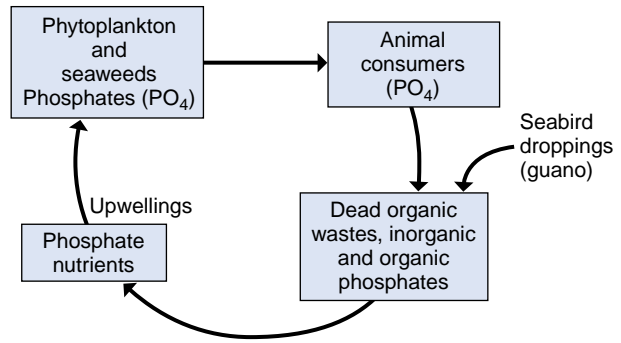 Phytoplankton
and
seaweeds
Phosphates (PO₄)
Animal
consumers
(PO₄)
Seabird
droppings
(guano)
Upwellings
Phosphate
nutrients
Dead organic
wastes, inorganic
and organic
phosphates